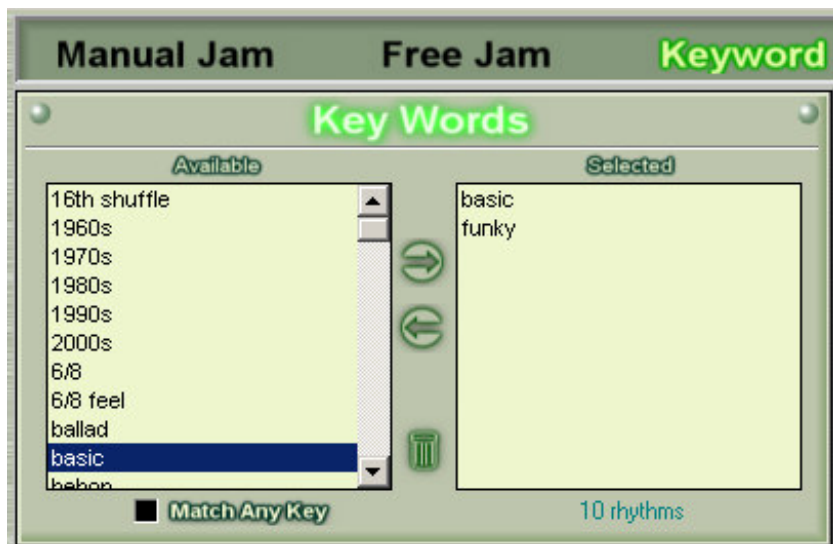 Manual Jam Free Jam Keyword
Key Words
Available
16th shuffle
1960s
1970s
1980s
1990s
2000s
6/8
6/8 feel
ballad
basic
bebop
Match Any Key
Selected
basic
funky
10 rhythms